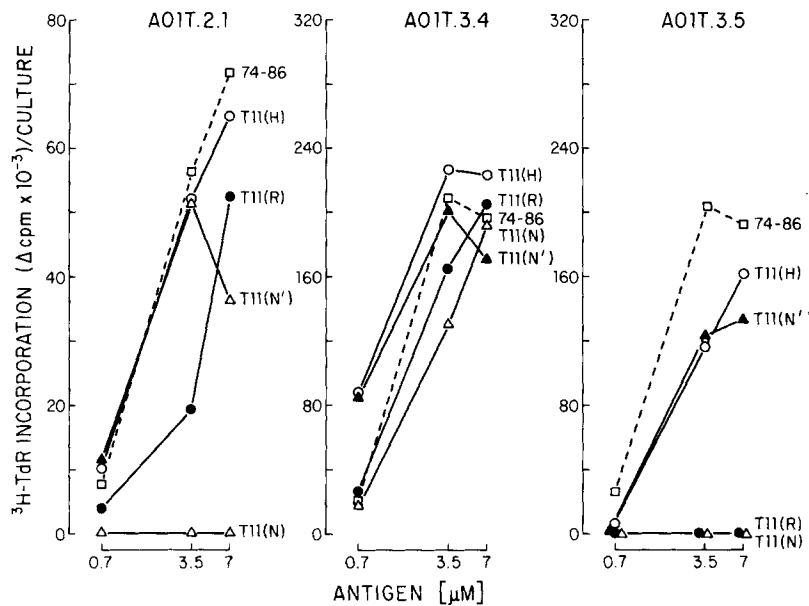 AO1T.2.1
AO1T.3.4
AO1T.3.5
³H-TdR INCORPORATION (Δcpm x 10⁻³)/CULTURE
80
60
40
20
0
74-86
T11(H)
T11(R)
T11(N')
T11(N)
0.7
3.5
7
320
240
160
80
0
T11(H)
T11(R)
74-86
T11(N)
T11(N')
0.7
3.5
7
320
240
160
80
0
74-86
T11(H)
T11(N')
T11(R)
T11(N)
0.7
3.5
7
ANTIGEN [μM]